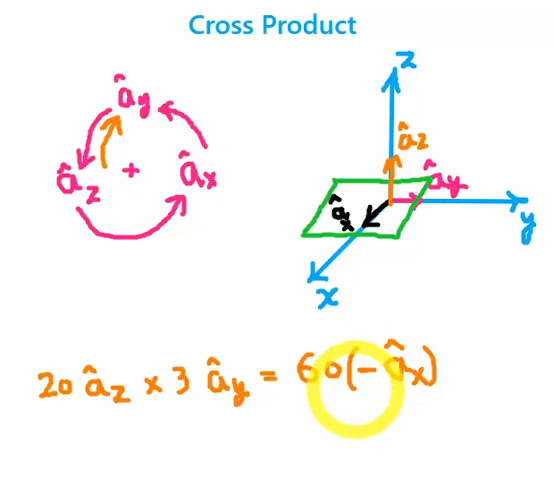 Cross Product
z
ây
âz
+
âx
âz
ây
âx
y
x
20 âz × 3 ây = 60(- âx)